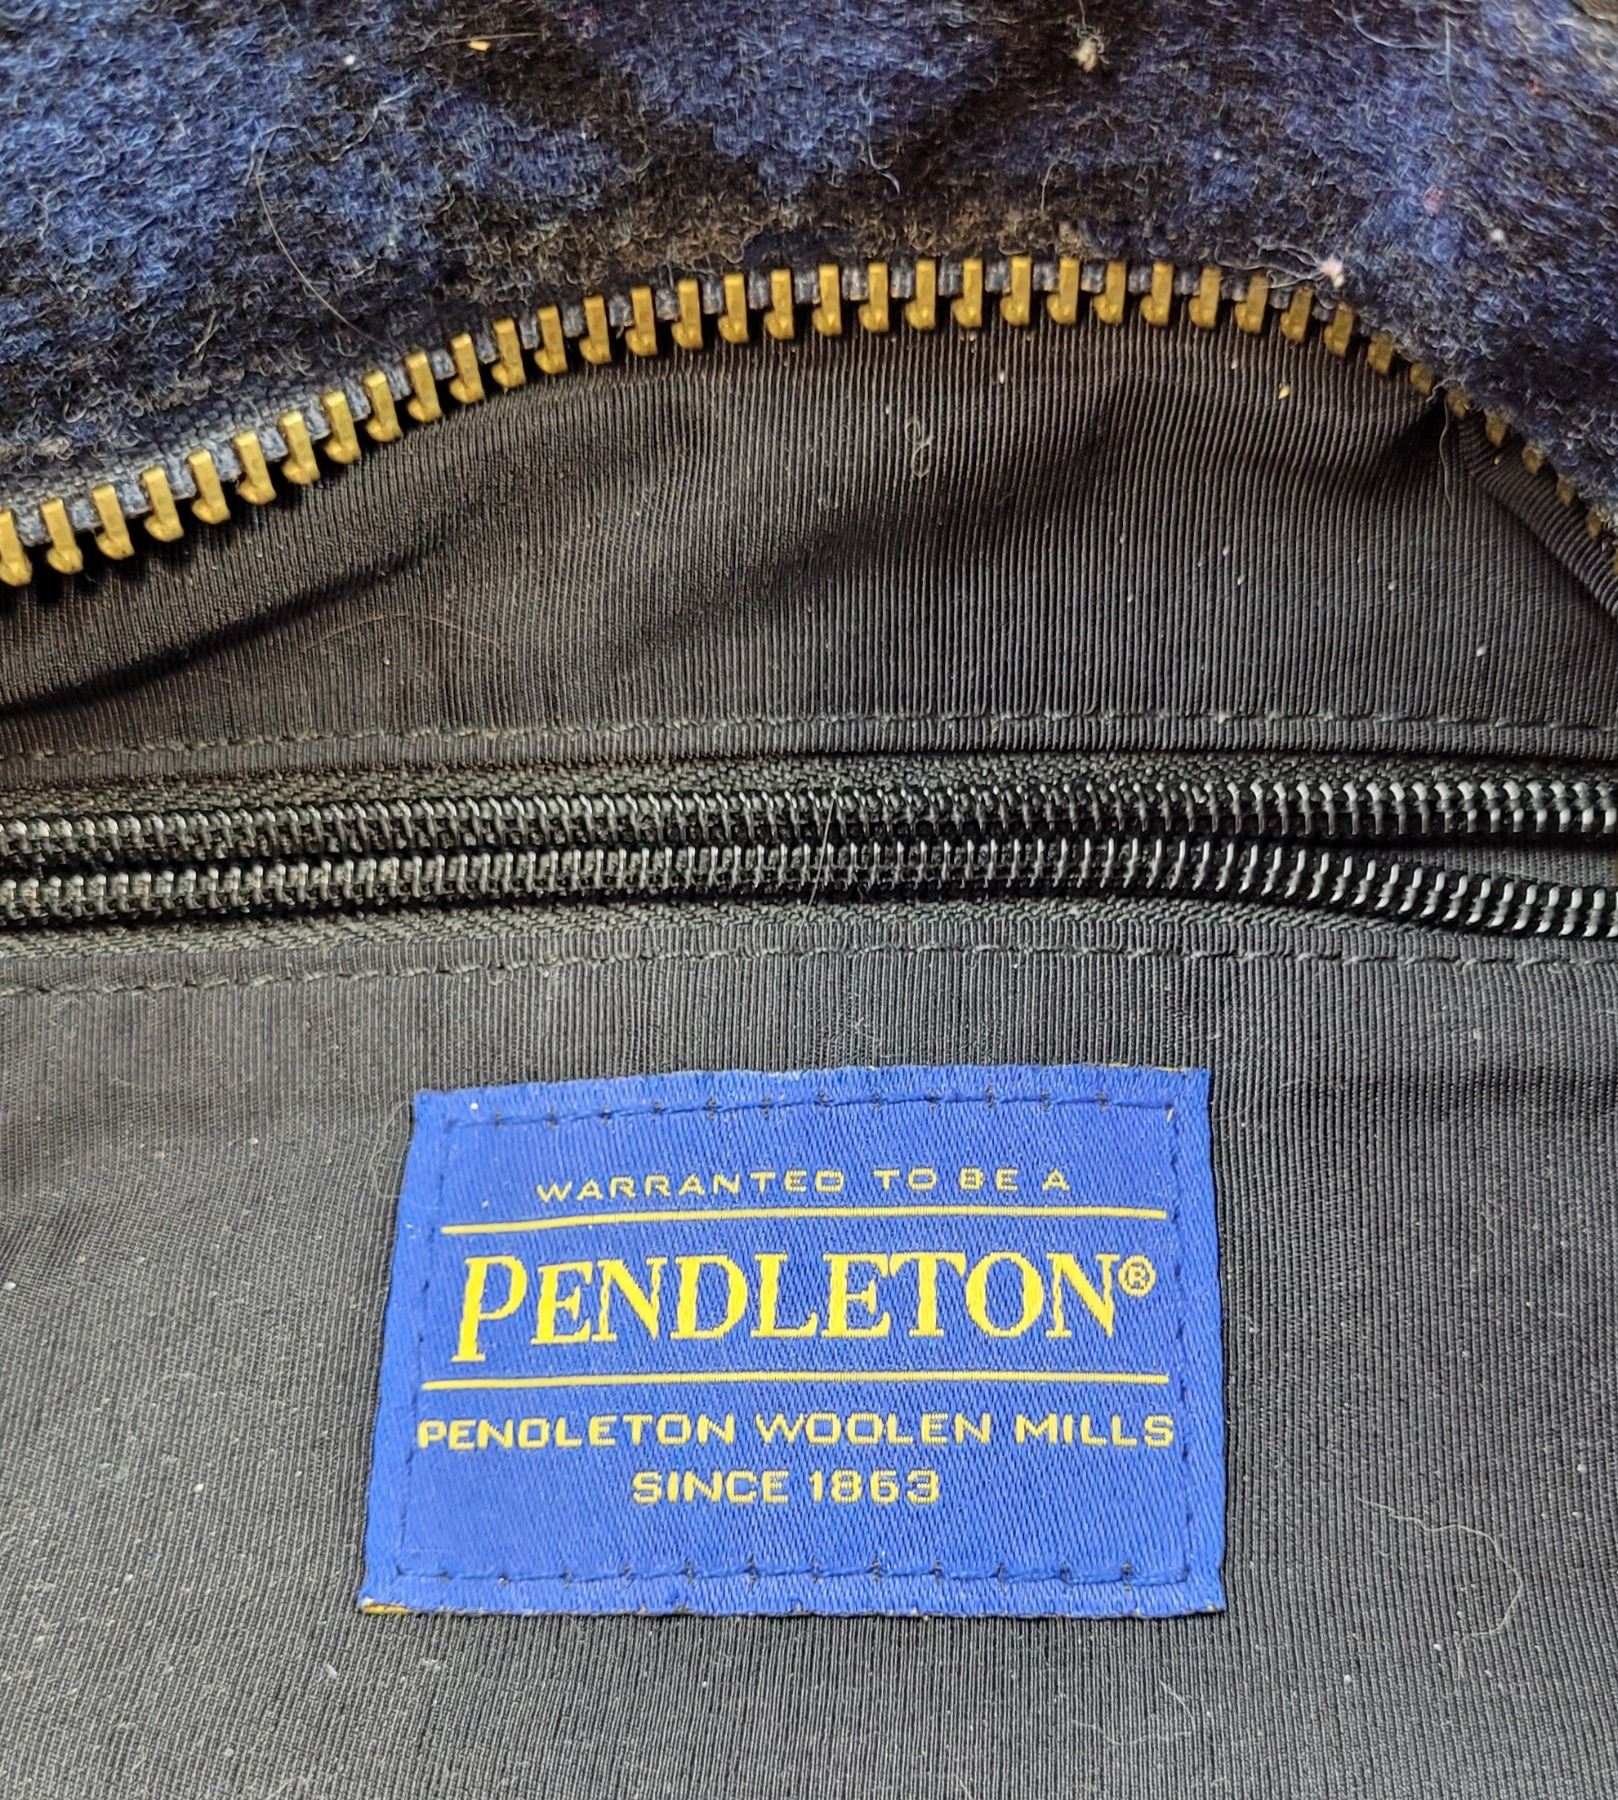 WARRANTED TO BE A
PENDLETON®
PENDLETON WOOLEN MILLS
SINCE 1863